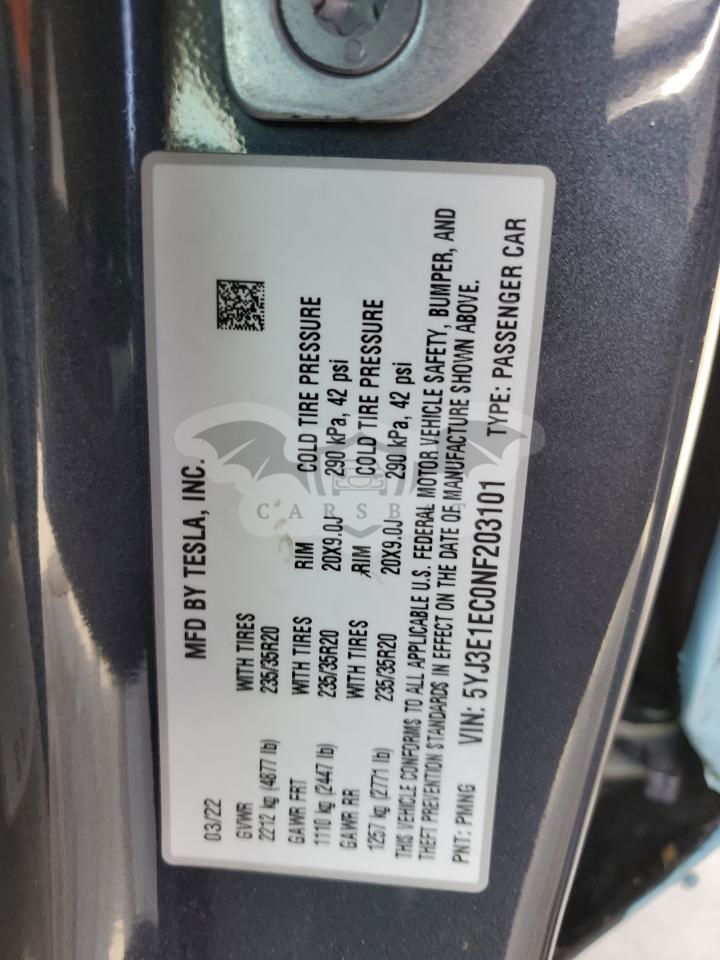 MFD BY TESLA, INC.
03/22
GVWR WITH TIRES
2212 kg (4877 lb) 235/35R20
GAWR FRT WITH TIRES RIM COLD TIRE PRESSURE
1110 kg (2447 lb) 235/35R20 20X9.0J 290 kPa, 42 psi
GAWR RR WITH TIRES RIM COLD TIRE PRESSURE
1257 kg (2771 lb) 235/35R20 20X9.0J 290 kPa, 42 psi
THIS VEHICLE CONFORMS TO ALL APPLICABLE U.S. FEDERAL MOTOR VEHICLE SAFETY, BUMPER, AND
THEFT PREVENTION STANDARDS IN EFFECT ON THE DATE OF MANUFACTURE SHOWN ABOVE.
PNT: PMNG VIN: 5YJ3E1EC0NF203101 TYPE: PASSENGER CAR